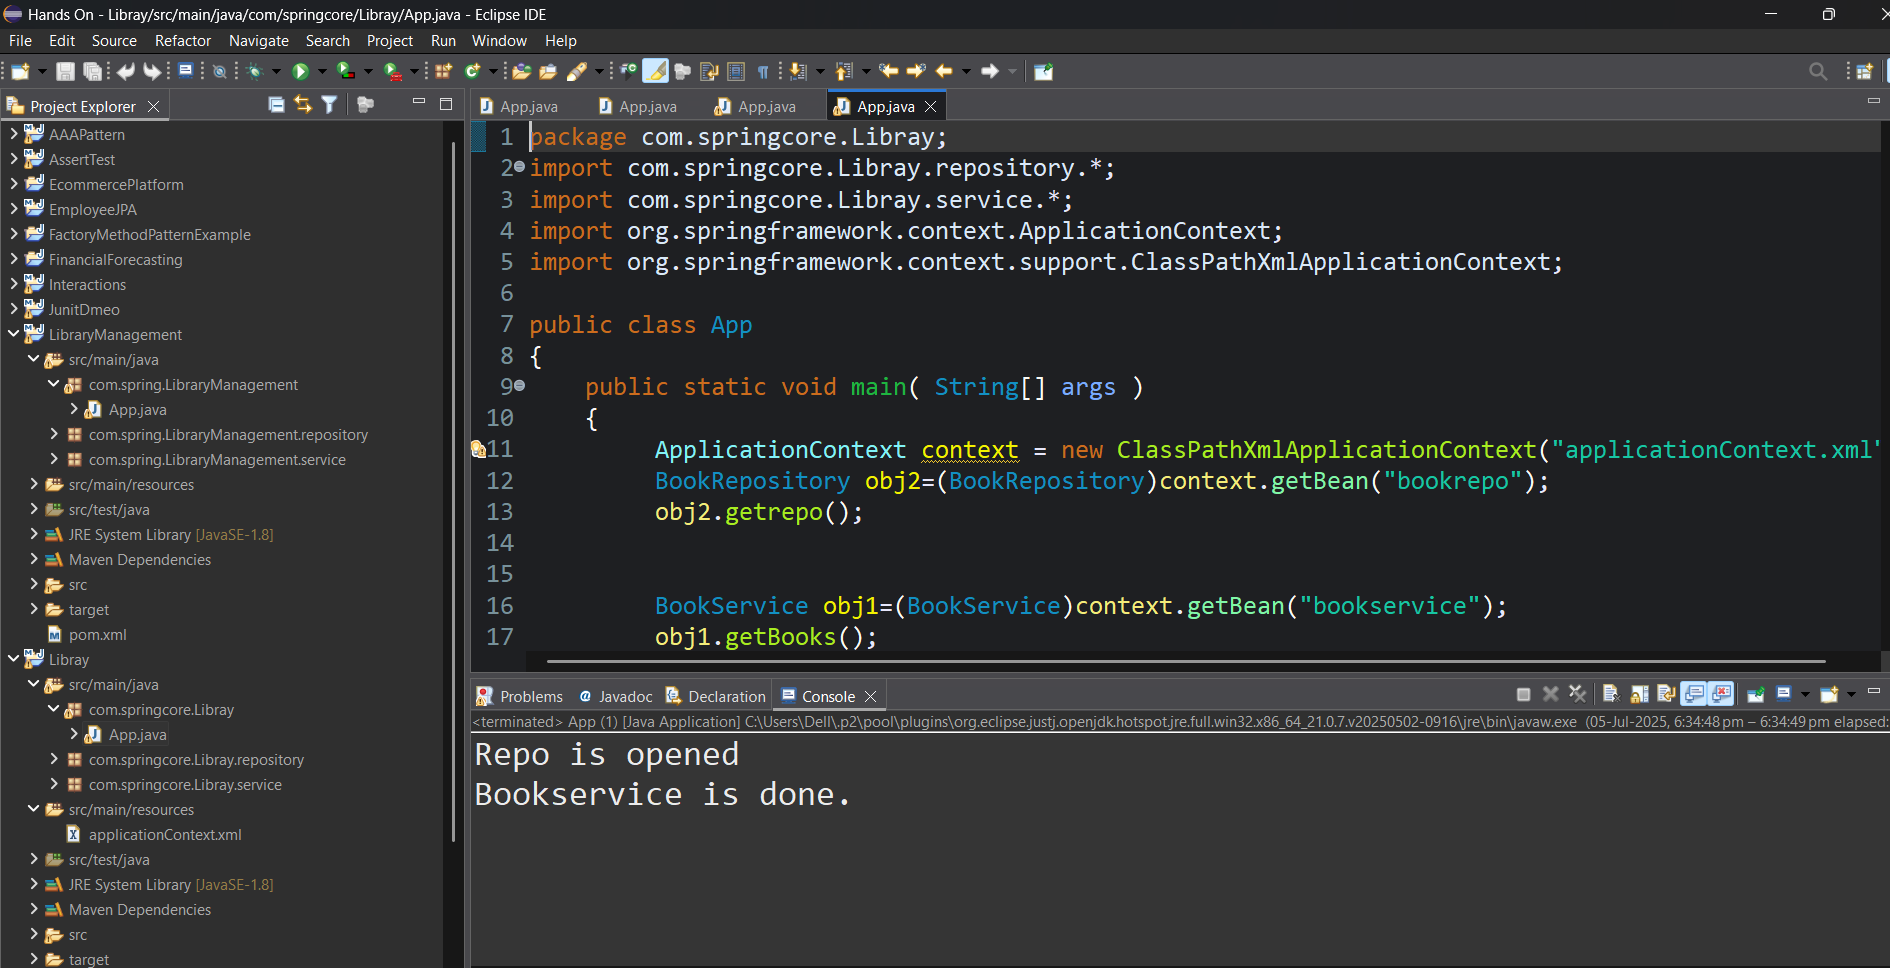 Hands On - Libray/src/main/java/com/springcore/Libray/App.java - Eclipse IDE
File Edit Source Refactor Navigate Search Project Run Window Help
Project Explorer
AAAPattern
AssertTest
EcommercePlatform
EmployeeJPA
FactoryMethodPatternExample
FinancialForecasting
Interactions
JunitDmeo
LibraryManagement
src/main/java
com.spring.LibraryManagement
App.java
com.spring.LibraryManagement.repository
com.spring.LibraryManagement.service
src/main/resources
src/test/java
JRE System Library [JavaSE-1.8]
Maven Dependencies
src
target
pom.xml
Libray
src/main/java
com.springcore.Libray
App.java
com.springcore.Libray.repository
com.springcore.Libray.service
src/main/resources
applicationContext.xml
src/test/java
JRE System Library [JavaSE-1.8]
Maven Dependencies
src
target
App.java App.java App.java App.java
1 package com.springcore.Libray;
2 import com.springcore.Libray.repository.*;
3 import com.springcore.Libray.service.*;
4 import org.springframework.context.ApplicationContext;
5 import org.springframework.context.support.ClassPathXmlApplicationContext;
6
7 public class App
8 {
9 public static void main( String[] args )
10 {
11 ApplicationContext context = new ClassPathXmlApplicationContext("applicationContext.xml"
12 BookRepository obj2=(BookRepository)context.getBean("bookrepo");
13 obj2.getrepo();
14
15
16 BookService obj1=(BookService)context.getBean("bookservice");
17 obj1.getBooks();
Problems Javadoc Declaration Console
<terminated> App (1) [Java Application] C:\Users\Dell\.p2\pool\plugins\org.eclipse.justj.openjdk.hotspot.jre.full.win32.x86_64_21.0.7.v20250502-0916\jre\bin\javaw.exe (05-Jul-2025, 6:34:48 pm – 6:34:49 pm elapsed:
Repo is opened
Bookservice is done.